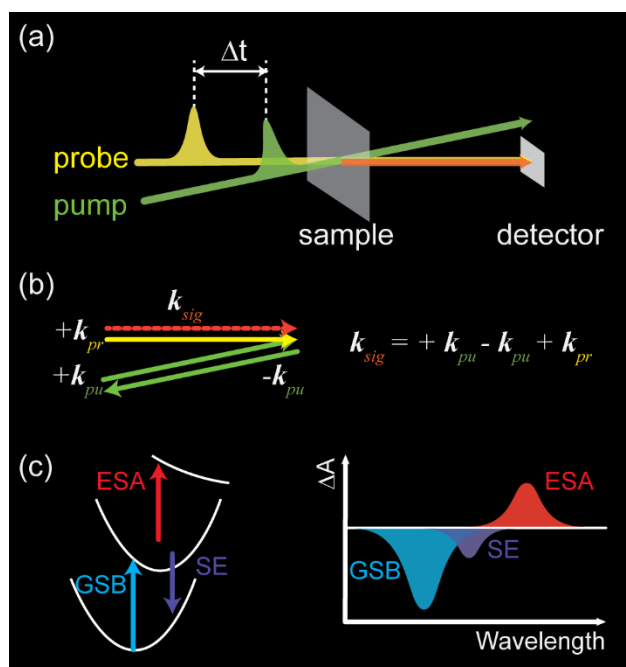 (a)
Δt
probe
pump
sample
detector
(b)
k_sig
+k_pr
+k_pu
-k_pu
k_sig = + k_pu - k_pu + k_pr
(c)
ESA
GSB
SE
ΔA
ESA
GSB
SE
Wavelength